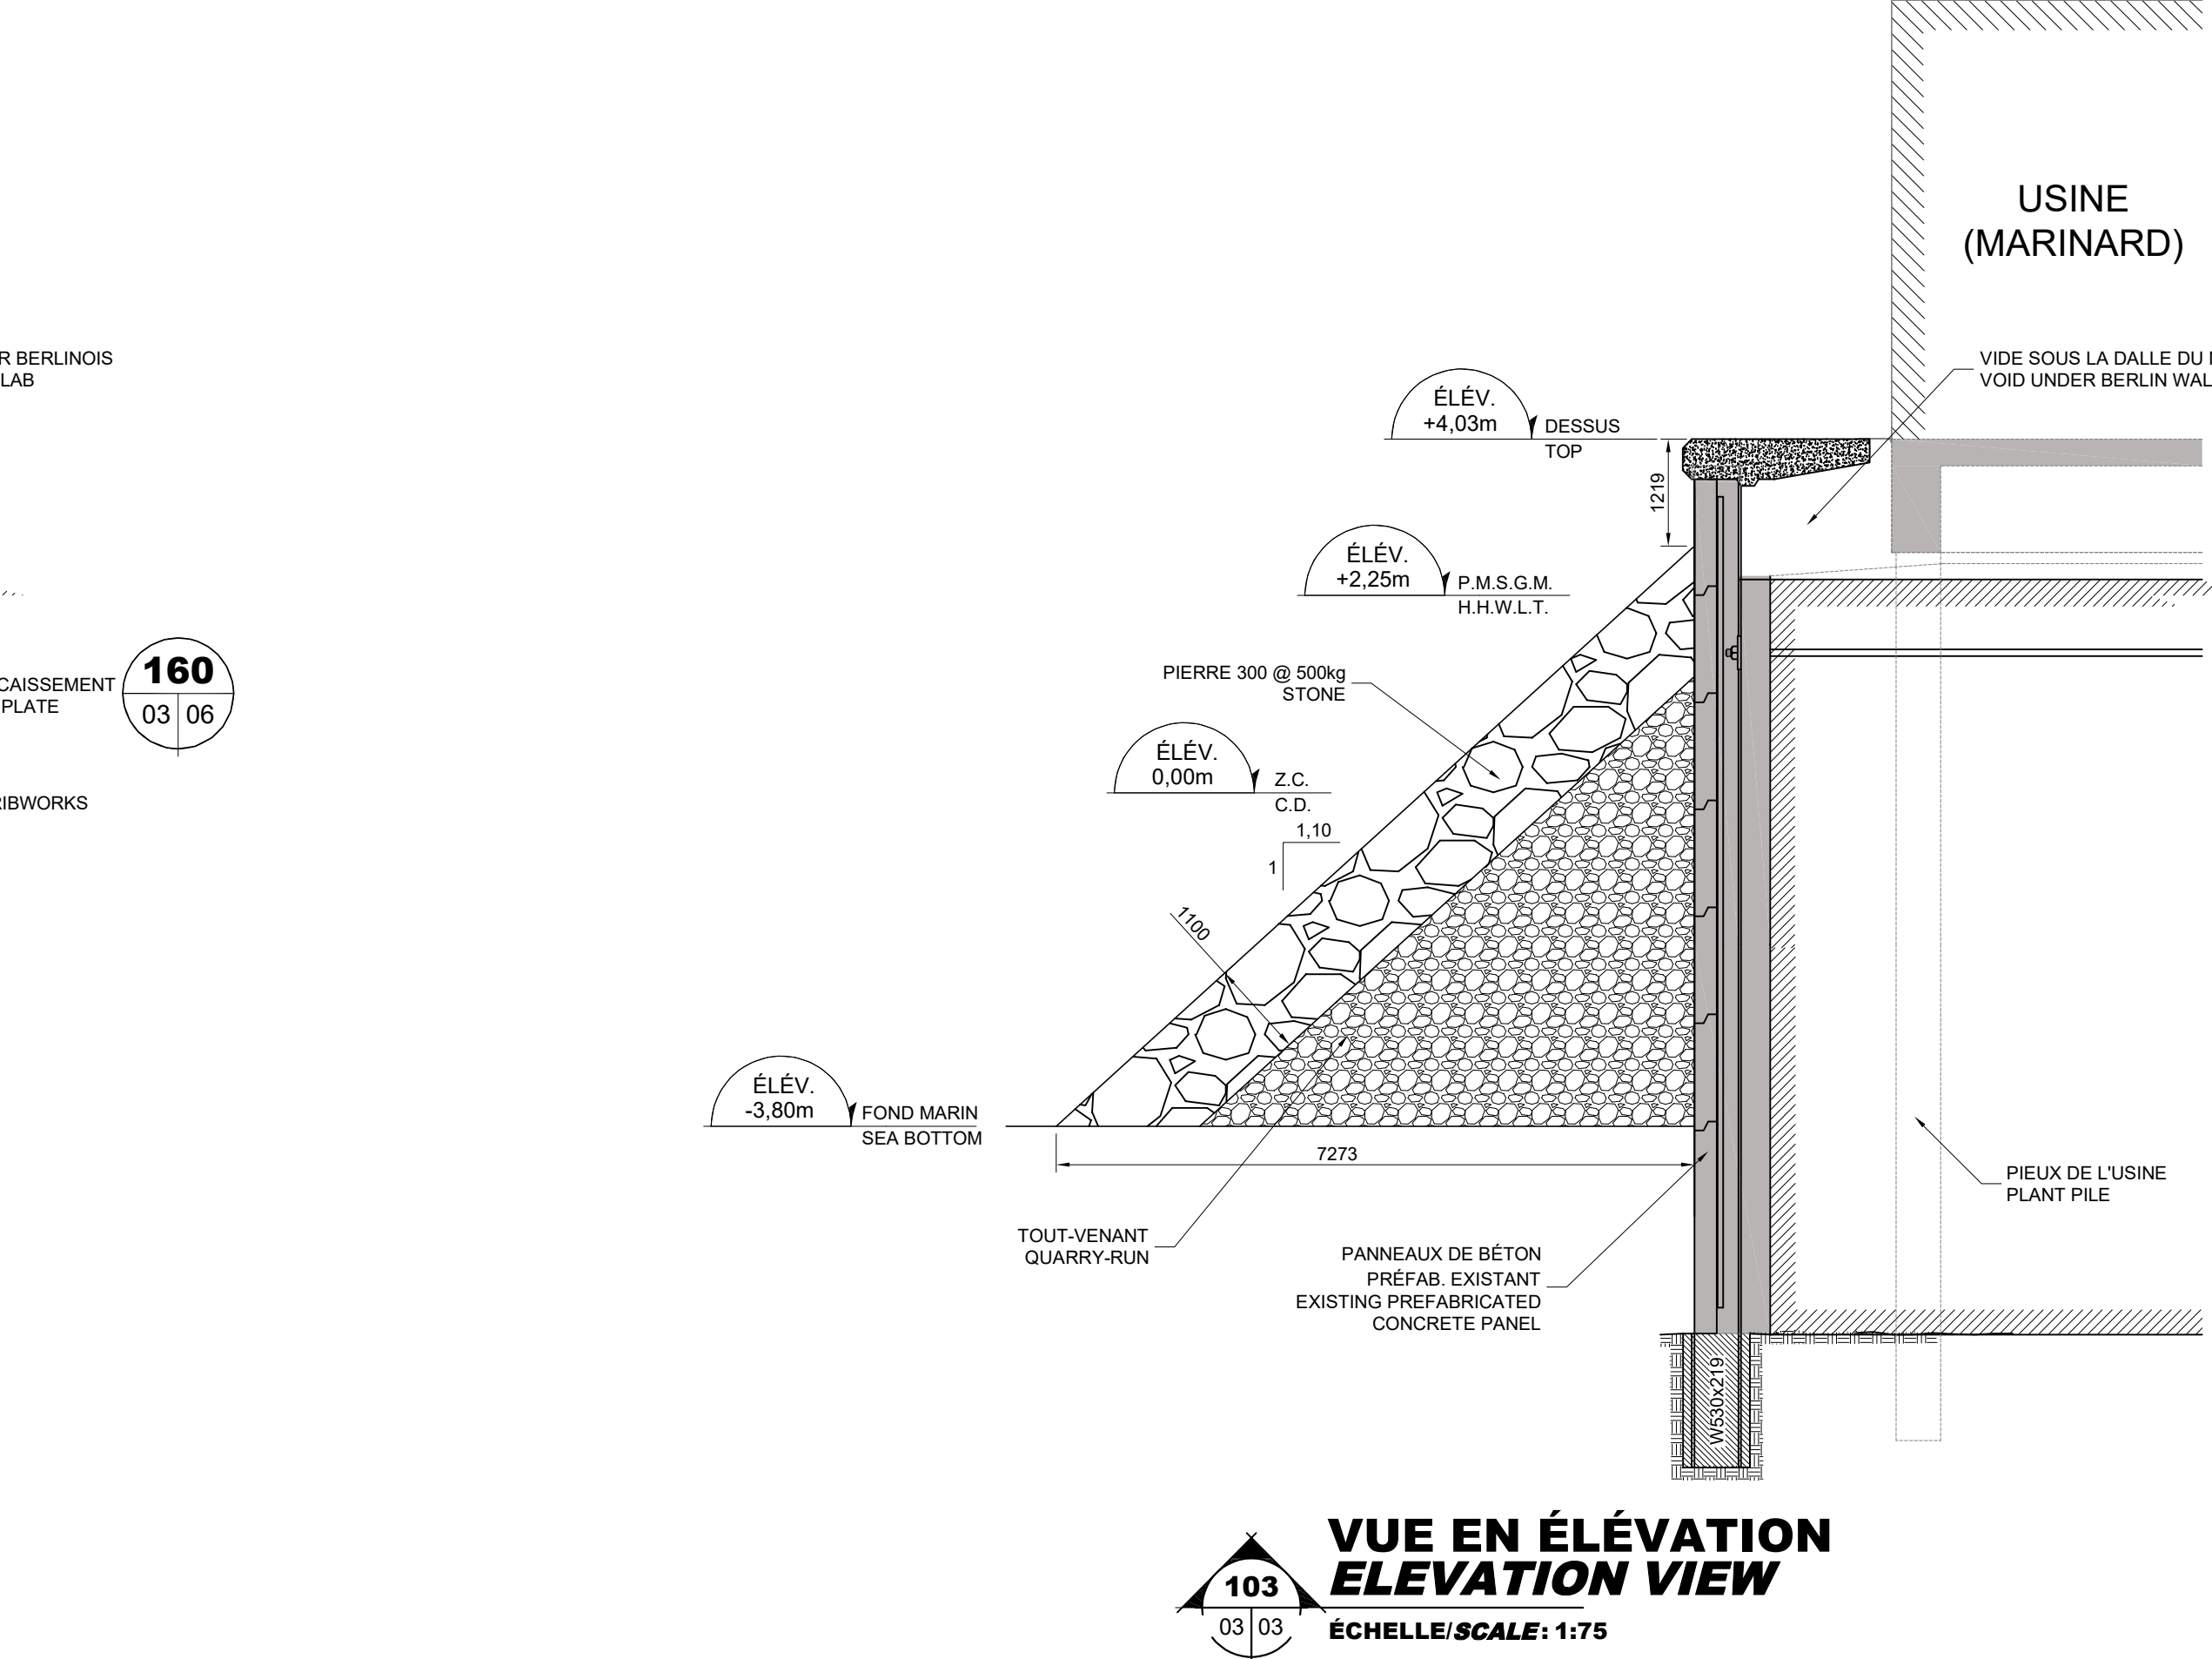 USINE
(MARINARD)
R BERLINOIS
LAB
VIDE SOUS LA DALLE DU
VOID UNDER BERLIN WAL
ÉLÉV.
+4,03m
DESSUS
TOP
1219
ÉLÉV.
+2,25m
P.M.S.G.M.
H.H.W.L.T.
CAISSEMENT
PLATE
160
03 06
PIERRE 300 @ 500kg
STONE
ÉLÉV.
0,00m
Z.C.
C.D.
RIBWORKS
1,10
1
1100
ÉLÉV.
-3,80m
FOND MARIN
SEA BOTTOM
7273
PIEUX DE L'USINE
PLANT PILE
TOUT-VENANT
QUARRY-RUN
PANNEAUX DE BÉTON
PRÉFAB. EXISTANT
EXISTING PREFABRICATED
CONCRETE PANEL
W530x219
VUE EN ÉLÉVATION
ELEVATION VIEW
103
03 03
ÉCHELLE/SCALE: 1:75